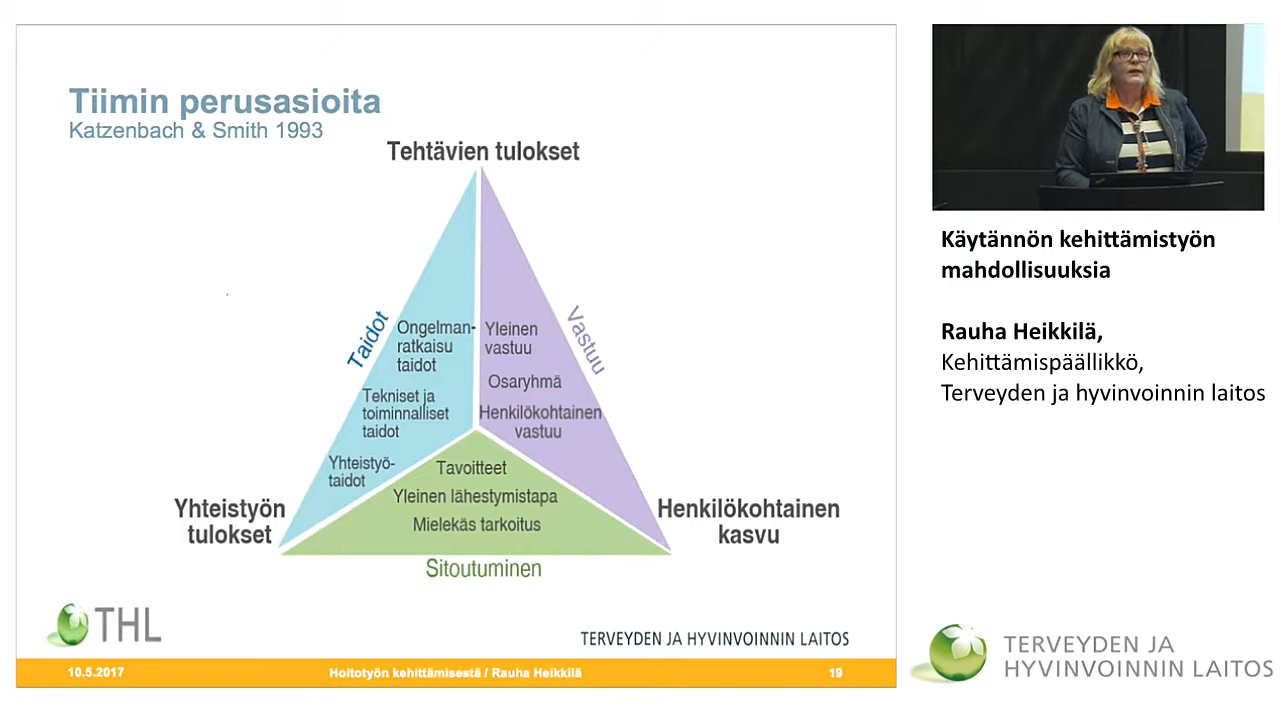 Tiimin perusasioita
Katzenbach & Smith 1993
Tehtävien tulokset
Taidot
Ongelman-
ratkaisu
taidot
Tekniset ja
toiminnalliset
taidot
Yhteistyö-
taidot
Yleinen
vastuu
Osaryhmä
Henkilökohtainen
vastuu
Vastuu
Tavoitteet
Yleinen lähestymistapa
Mielekäs tarkoitus
Yhteistyön
tulokset
Henkilökohtainen
kasvu
Sitoutuminen
THL
TERVEYDEN JA HYVINVOINNIN LAITOS
10.5.2017
Hoitotyön kehittämisestä / Rauha Heikkilä
19
Käytännön kehittämistyön
mahdollisuuksia
Rauha Heikkilä,
Kehittämispäällikkö,
Terveyden ja hyvinvoinnin laitos
TERVEYDEN JA
HYVINVOINNIN LAITOS